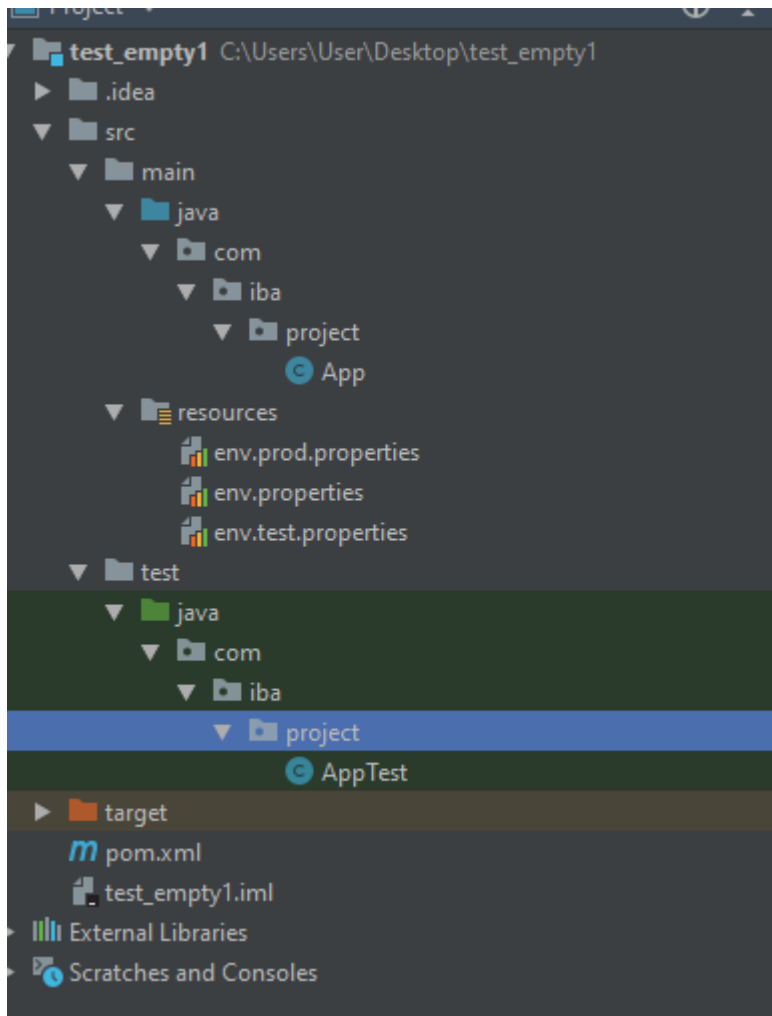 Project
test_empty1 C:\Users\User\Desktop\test_empty1
.idea
src
main
java
com
iba
project
App
resources
env.prod.properties
env.properties
env.test.properties
test
java
com
iba
project
AppTest
target
pom.xml
test_empty1.iml
External Libraries
Scratches and Consoles